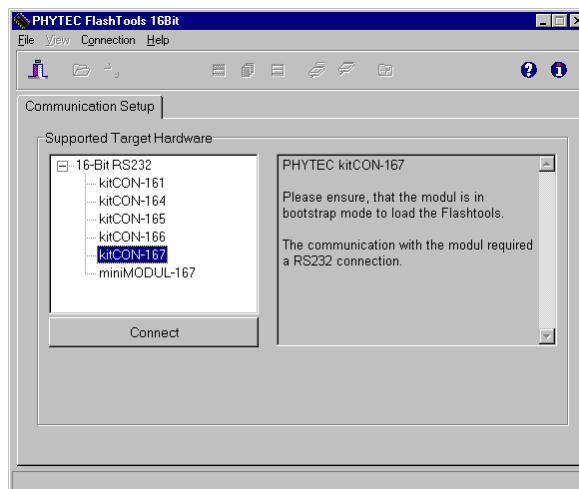 PHYTEC FlashTools 16Bit
File View Connection Help
Communication Setup
Supported Target Hardware
16-Bit RS232
kitCON-161
kitCON-164
kitCON-165
kitCON-166
kitCON-167
miniMODUL-167
Connect
PHYTEC kitCON-167
Please ensure, that the modul is in
bootstrap mode to load the Flashtools.
The communication with the modul required
a RS232 connection.